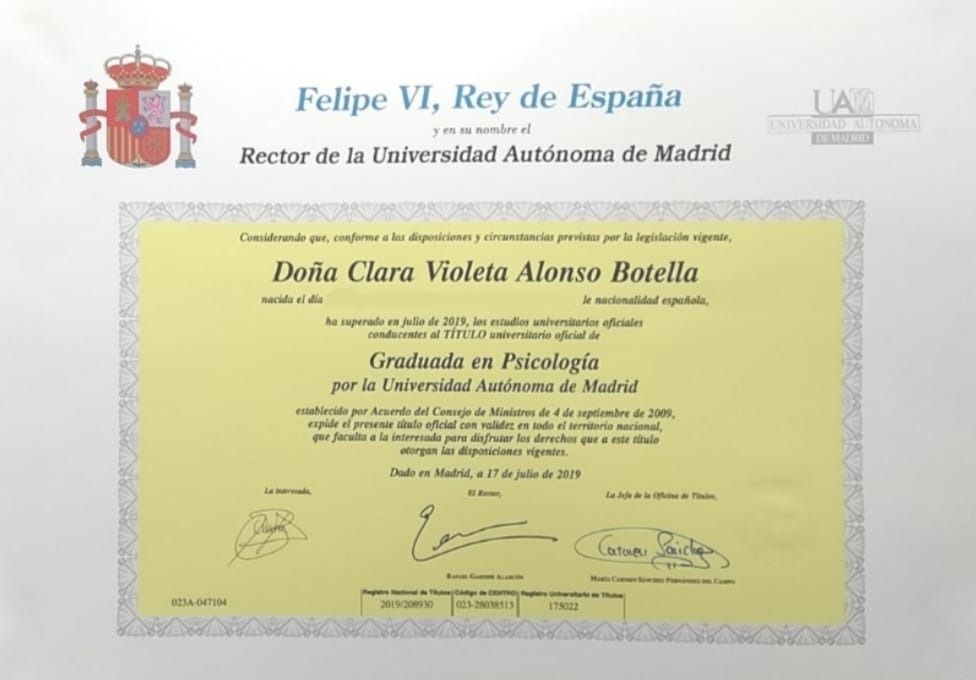 Felipe VI, Rey de España
y en su nombre el
Rector de la Universidad Autónoma de Madrid
UAM
UNIVERSIDAD AUTONOMA
DE MADRID
Considerando que, conforme a las disposiciones y circunstancias previstas por la legislación vigente,
Doña Clara Violeta Alonso Botella
nacida el día le nacionalidad española,
ha superado en julio de 2019, los estudios universitarios oficiales
conducentes al TÍTULO universitario oficial de
Graduada en Psicología
por la Universidad Autónoma de Madrid
establecido por Acuerdo del Consejo de Ministros de 4 de septiembre de 2009,
expide el presente título oficial con validez en todo el territorio nacional,
que faculta a la interesada para disfrutar los derechos que a este título
otorgan las disposiciones vigentes.
Dado en Madrid, a 17 de julio de 2019
La interesada, El Rector, La Jefa de la Oficina de Títulos,
Carmen Sánchez
Rafael Garesse Alarcón María Carmen Sánchez Fernández del Campo
Registro Nacional de Títulos Código de CENTRO Registro Universitario de Títulos
023A-047104 2019/208930 023-28038513 175022